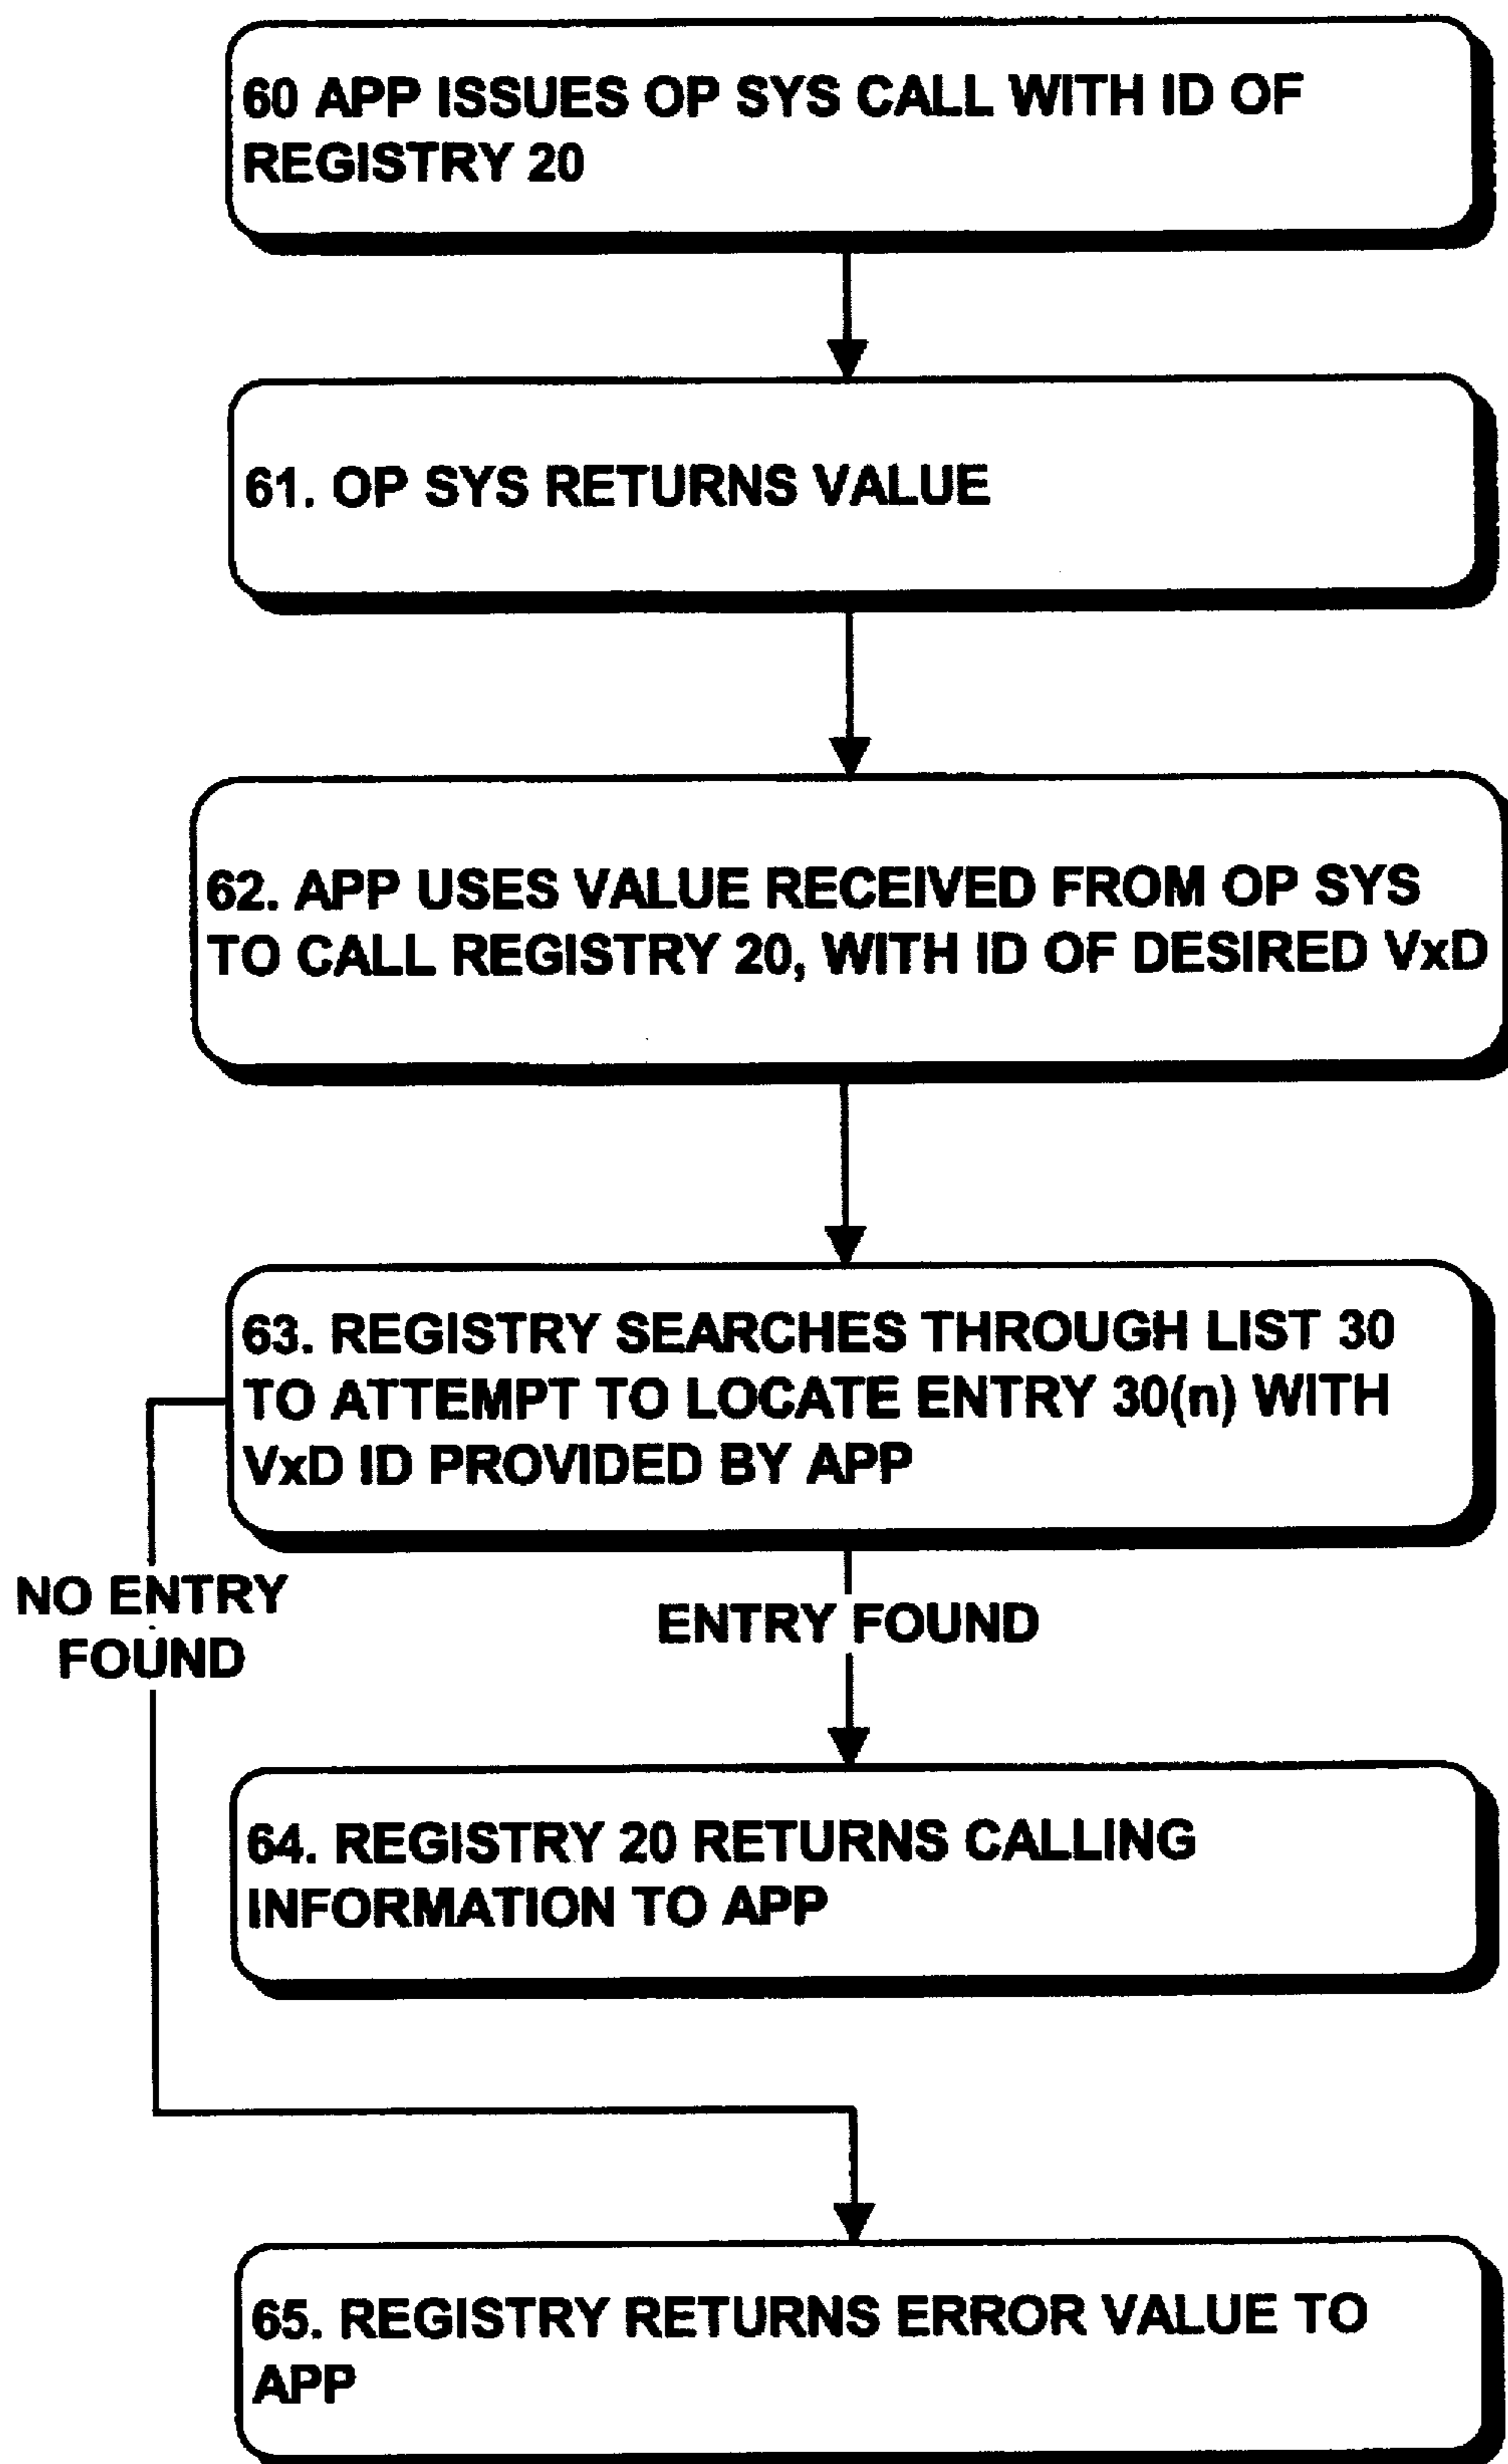 60 APP ISSUES OP SYS CALL WITH ID OF
REGISTRY 20
61. OP SYS RETURNS VALUE
62. APP USES VALUE RECEIVED FROM OP SYS
TO CALL REGISTRY 20, WITH ID OF DESIRED VxD
63. REGISTRY SEARCHES THROUGH LIST 30
TO ATTEMPT TO LOCATE ENTRY 30(n) WITH
VxD ID PROVIDED BY APP
NO ENTRY
FOUND
ENTRY FOUND
64. REGISTRY 20 RETURNS CALLING
INFORMATION TO APP
65. REGISTRY RETURNS ERROR VALUE TO
APP